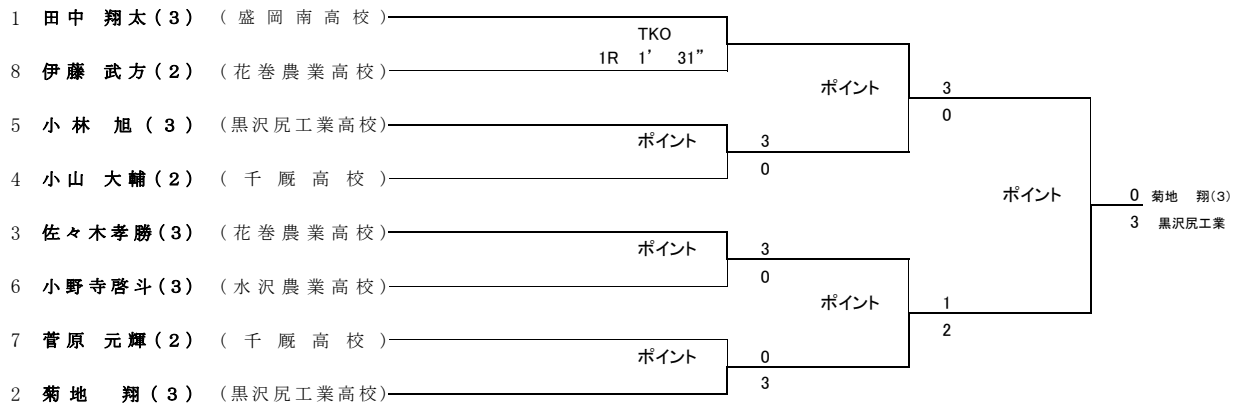 1 田中 翔太(3) (盛岡南高校)
TKO
1R 1’ 31”
8 伊藤 武方(2) (花巻農業高校)
ポイント 3
0
5 小林 旭(3) (黒沢尻工業高校)
ポイント 3
0
4 小山 大輔(2) (千厩高校)
ポイント 0 菊地 翔(3)
3 黒沢尻工業
3 佐々木孝勝(3) (花巻農業高校)
ポイント 3
0
6 小野寺啓斗(3) (水沢農業高校)
ポイント 1
2
7 菅原 元輝(2) (千厩高校)
ポイント 0
3
2 菊地 翔(3) (黒沢尻工業高校)